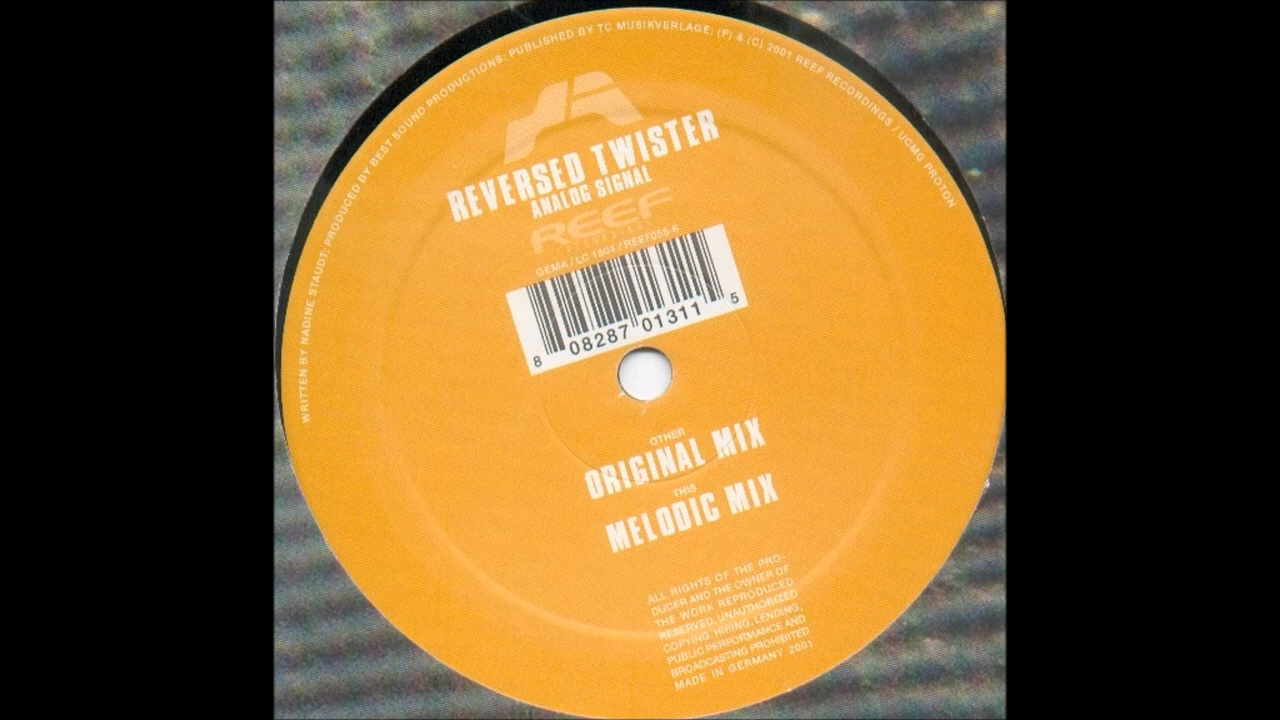 WRITTEN BY NADINE STAUDT; PRODUCED BY BEST SOUND PRODUCTIONS; PUBLISHED BY TC MUSIKVERLAGE; (P) & (C) 2001 REEF RECORDINGS / UCMG PROTON
REVERSED TWISTER
ANALOG SIGNAL
REEF
RECORDINGS
GEMA / LC 1804 / REEF055-6
8 08287 01311 5
OTHER
ORIGINAL MIX
THIS
MELODIC MIX
ALL RIGHTS OF THE PRO-
DUCER AND THE OWNER OF
THE WORK REPRODUCED
RESERVED. UNAUTHORIZED
COPYING, HIRING, LENDING,
PUBLIC PERFORMANCE AND
BROADCASTING PROHIBITED
MADE IN GERMANY 2001